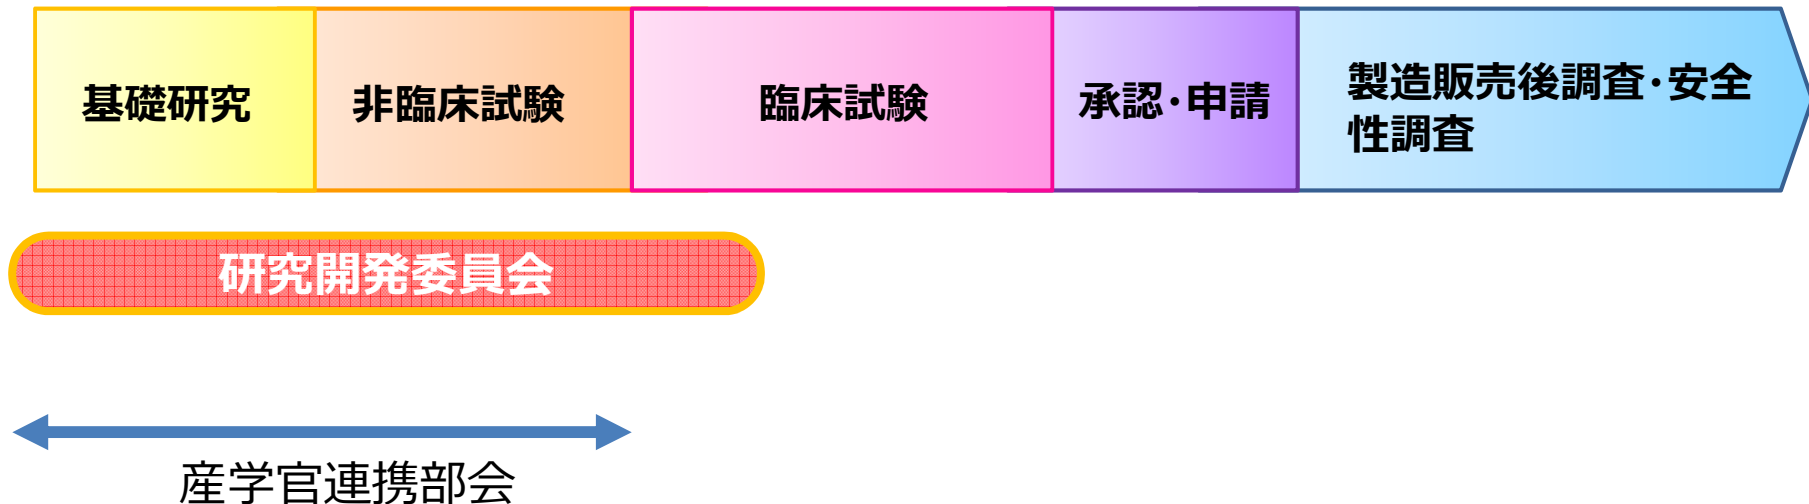 基礎研究
非臨床試験
臨床試験
承認・申請
製造販売後調査・安全
性調査
研究開発委員会
産学官連携部会